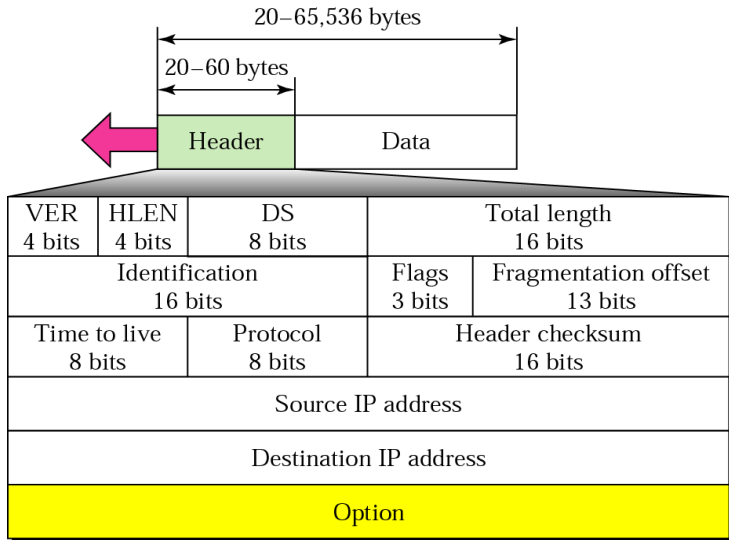 20–65,536 bytes
20–60 bytes
Header
Data
VER
4 bits
HLEN
4 bits
DS
8 bits
Total length
16 bits
Identification
16 bits
Flags
3 bits
Fragmentation offset
13 bits
Time to live
8 bits
Protocol
8 bits
Header checksum
16 bits
Source IP address
Destination IP address
Option